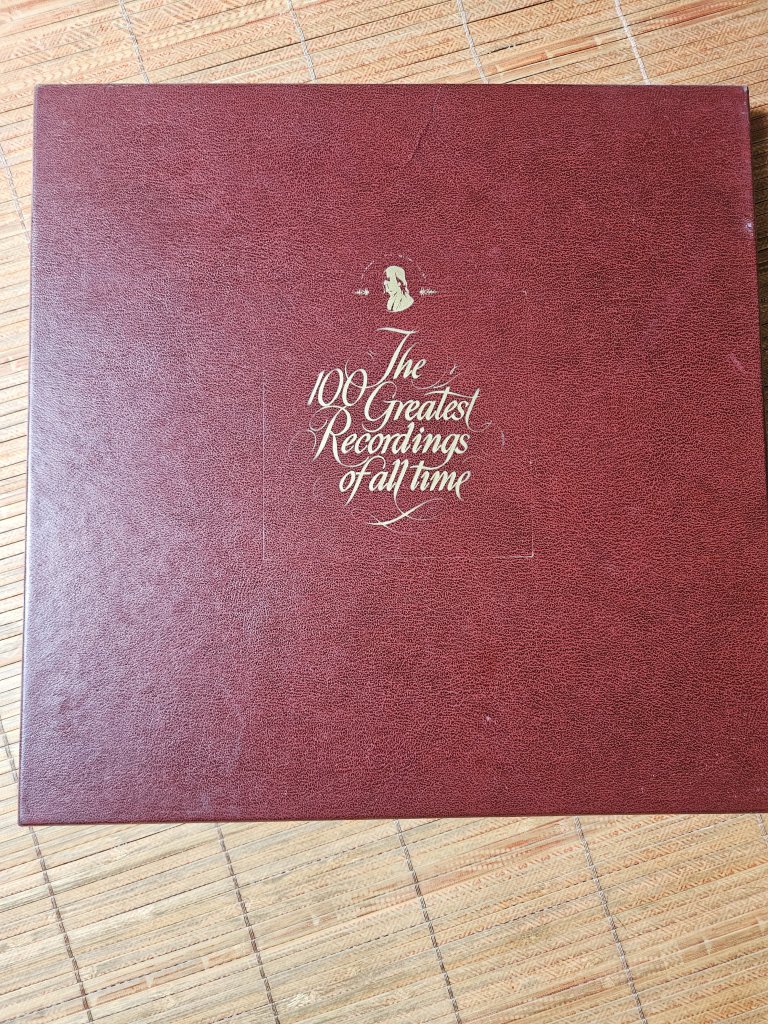 The
100 Greatest
Recordings
of all time